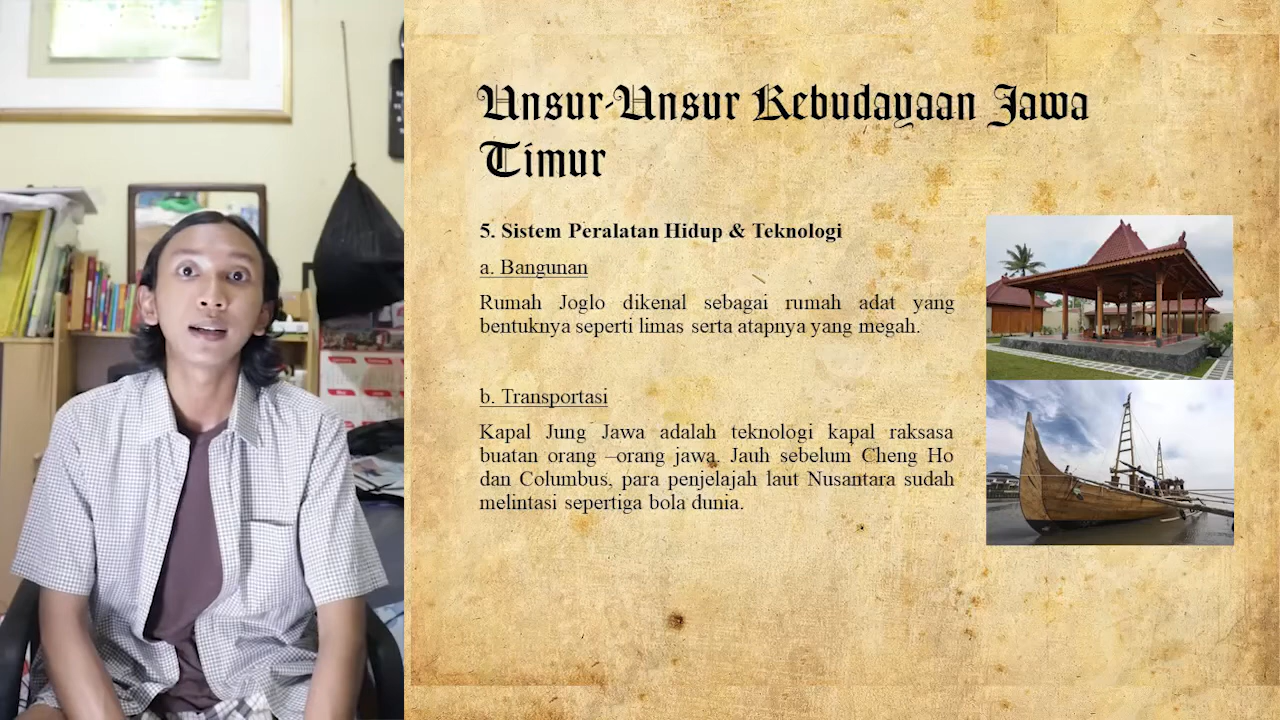 Unsur-Unsur Kebudayaan Jawa
Timur
5. Sistem Peralatan Hidup & Teknologi
a. Bangunan
Rumah Joglo dikenal sebagai rumah adat yang
bentuknya seperti limas serta atapnya yang megah.
b. Transportasi
Kapal Jung Jawa adalah teknologi kapal raksasa
buatan orang –orang jawa. Jauh sebelum Cheng Ho
dan Columbus, para penjelajah laut Nusantara sudah
melintasi sepertiga bola dunia.